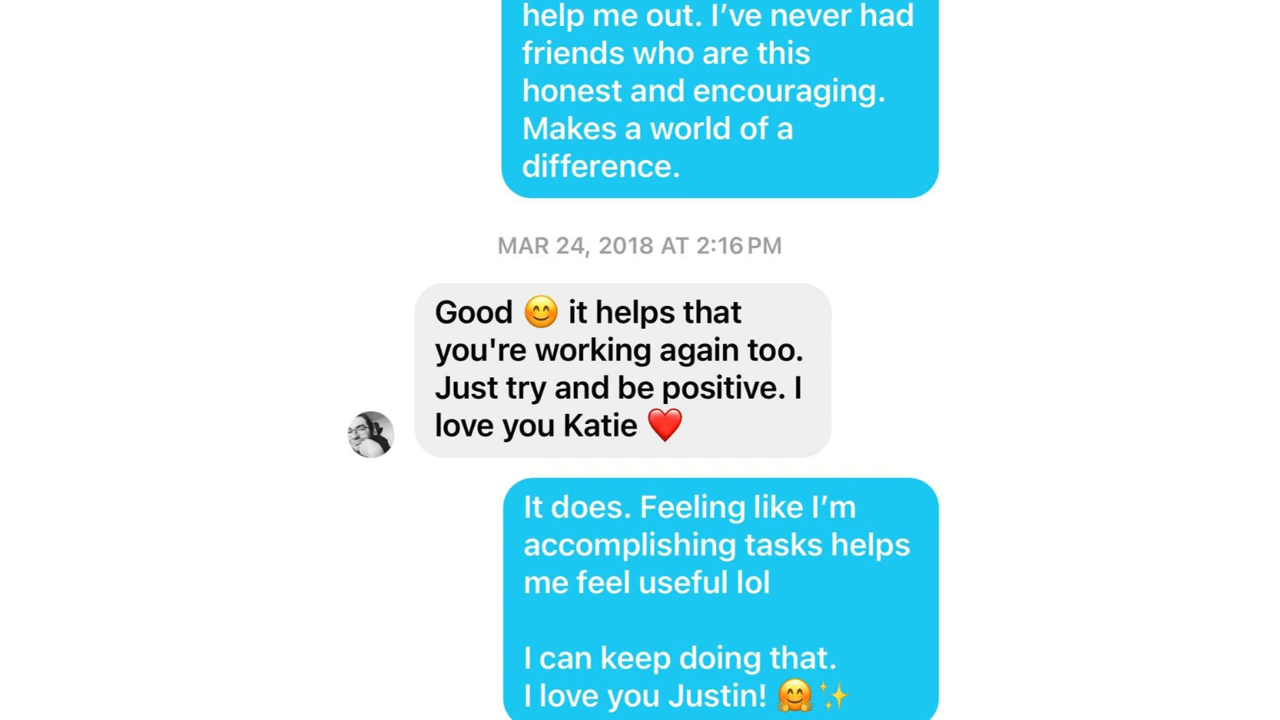 help me out. I’ve never had
friends who are this
honest and encouraging.
Makes a world of a
difference.
MAR 24, 2018 AT 2:16 PM
Good 😊 it helps that
you're working again too.
Just try and be positive. I
love you Katie ❤️
It does. Feeling like I’m
accomplishing tasks helps
me feel useful lol
I can keep doing that.
I love you Justin! 🤗✨